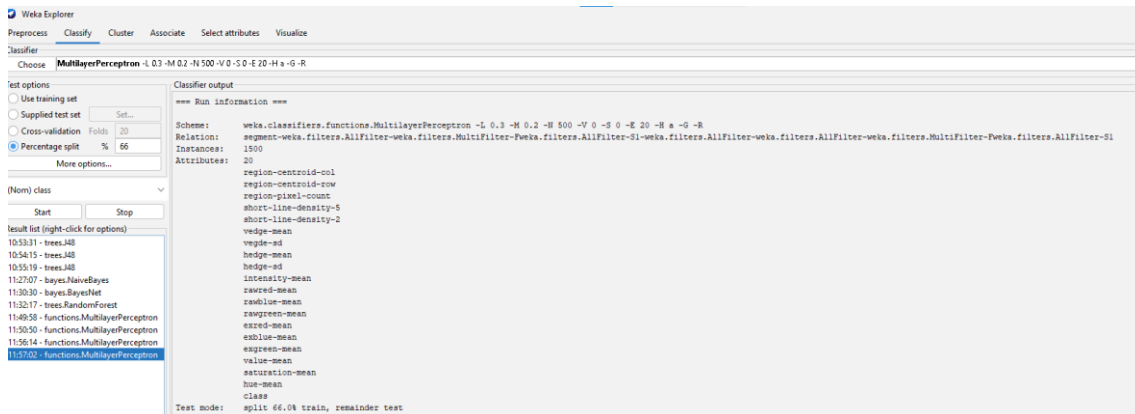 Weka Explorer
Preprocess Classify Cluster Associate Select attributes Visualize
Classifier
Choose MultilayerPerceptron -L 0.3 -M 0.2 -N 500 -V 0 -S 0 -E 20 -H a -G -R
Test options
Use training set
Supplied test set Set...
Cross-validation Folds 20
Percentage split % 66
More options...
(Nom) class
Start Stop
Result list (right-click for options)
10:53:31 - trees.J48
10:54:15 - trees.J48
10:55:19 - trees.J48
11:27:07 - bayes.NaiveBayes
11:30:30 - bayes.BayesNet
11:32:17 - trees.RandomForest
11:49:58 - functions.MultilayerPerceptron
11:50:50 - functions.MultilayerPerceptron
11:56:14 - functions.MultilayerPerceptron
11:57:02 - functions.MultilayerPerceptron
Classifier output
=== Run information ===
Scheme: weka.classifiers.functions.MultilayerPerceptron -L 0.3 -M 0.2 -N 500 -V 0 -S 0 -E 20 -H a -G -R
Relation: segment-weka.filters.AllFilter-weka.filters.MultiFilter-Fweka.filters.AllFilter-S1-weka.filters.AllFilter-weka.filters.AllFilter-weka.filters.MultiFilter-Fweka.filters.AllFilter-S1
Instances: 1500
Attributes: 20
region-centroid-col
region-centroid-row
region-pixel-count
short-line-density-5
short-line-density-2
vedge-mean
vegde-sd
hedge-mean
hedge-sd
intensity-mean
rawred-mean
rawblue-mean
rawgreen-mean
exred-mean
exblue-mean
exgreen-mean
value-mean
saturation-mean
hue-mean
class
Test mode: split 66.0% train, remainder test